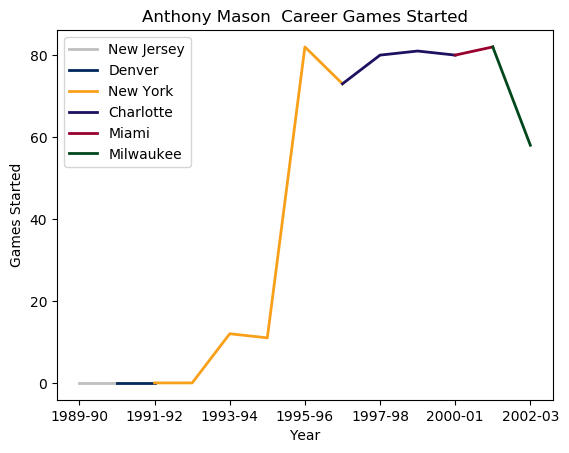 Anthony Mason  Career Games Started
New Jersey
Denver
New York
Charlotte
Miami
Milwaukee
Games Started
80
60
40
20
0
1989-90 1991-92 1993-94 1995-96 1997-98 2000-01 2002-03
Year